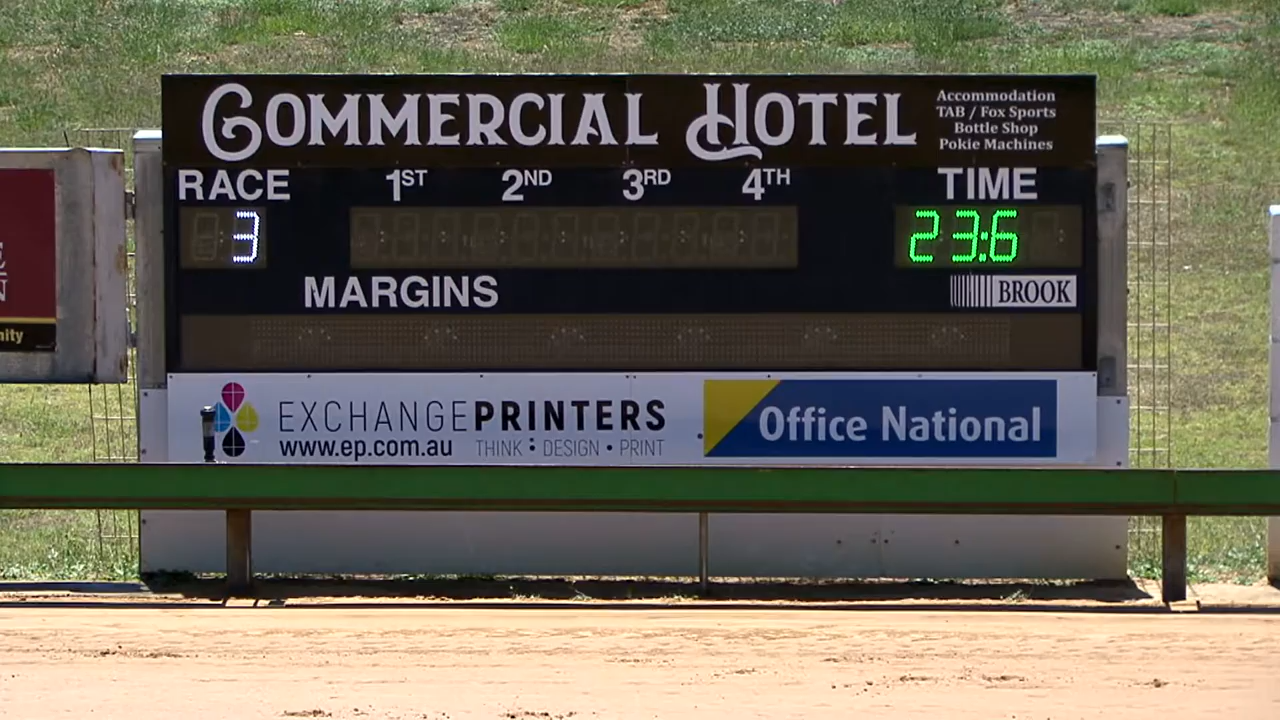 COMMERCIAL HOTEL
Accommodation
TAB / Fox Sports
Bottle Shop
Pokie Machines
RACE 1ST 2ND 3RD 4TH TIME
3 23:6
MARGINS BROOK
nity
EXCHANGEPRINTERS
www.ep.com.au THINK : DESIGN • PRINT
Office National